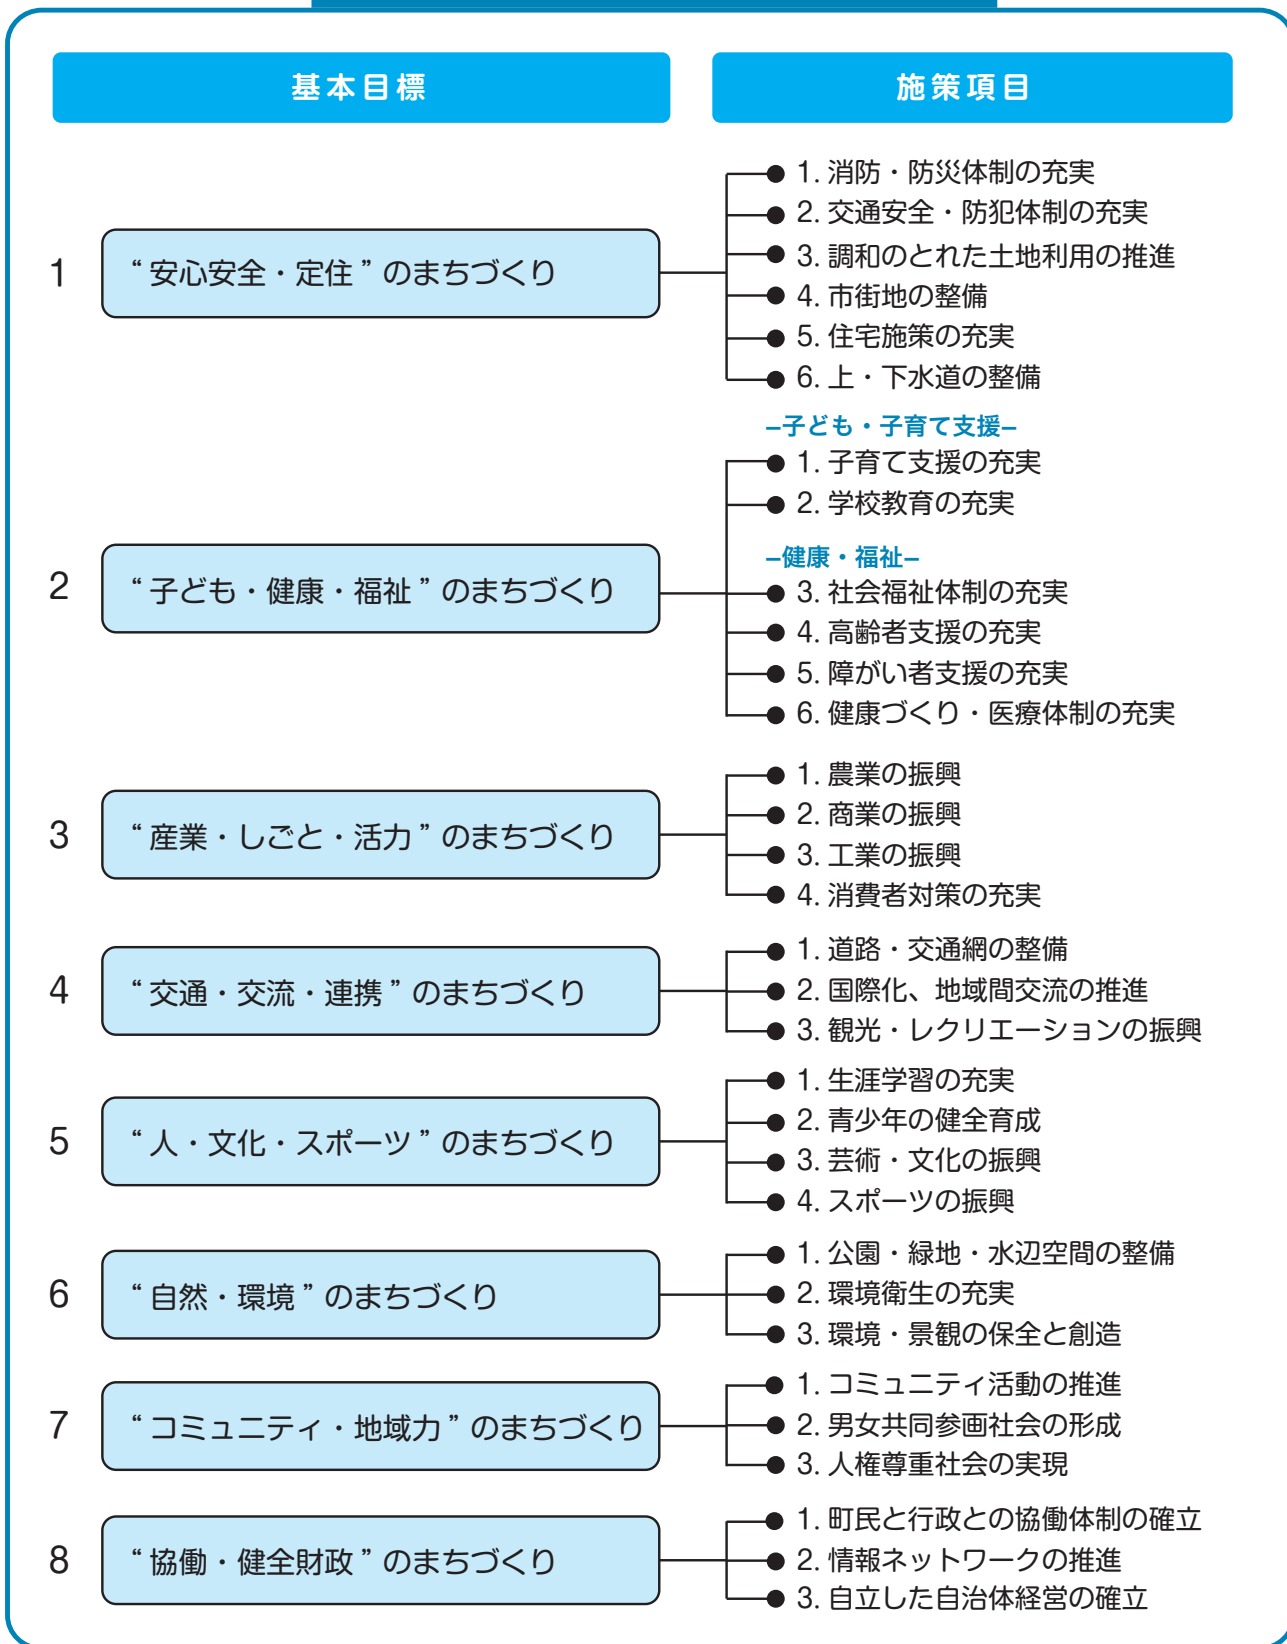 基本目標
施策項目
1
“安心安全・定住”のまちづくり
1. 消防・防災体制の充実
2. 交通安全・防犯体制の充実
3. 調和のとれた土地利用の推進
4. 市街地の整備
5. 住宅施策の充実
6. 上・下水道の整備
2
“子ども・健康・福祉”のまちづくり
–子ども・子育て支援–
1. 子育て支援の充実
2. 学校教育の充実
–健康・福祉–
3. 社会福祉体制の充実
4. 高齢者支援の充実
5. 障がい者支援の充実
6. 健康づくり・医療体制の充実
3
“産業・しごと・活力”のまちづくり
1. 農業の振興
2. 商業の振興
3. 工業の振興
4. 消費者対策の充実
4
“交通・交流・連携”のまちづくり
1. 道路・交通網の整備
2. 国際化、地域間交流の推進
3. 観光・レクリエーションの振興
5
“人・文化・スポーツ”のまちづくり
1. 生涯学習の充実
2. 青少年の健全育成
3. 芸術・文化の振興
4. スポーツの振興
6
“自然・環境”のまちづくり
1. 公園・緑地・水辺空間の整備
2. 環境衛生の充実
3. 環境・景観の保全と創造
7
“コミュニティ・地域力”のまちづくり
1. コミュニティ活動の推進
2. 男女共同参画社会の形成
3. 人権尊重社会の実現
8
“協働・健全財政”のまちづくり
1. 町民と行政との協働体制の確立
2. 情報ネットワークの推進
3. 自立した自治体経営の確立